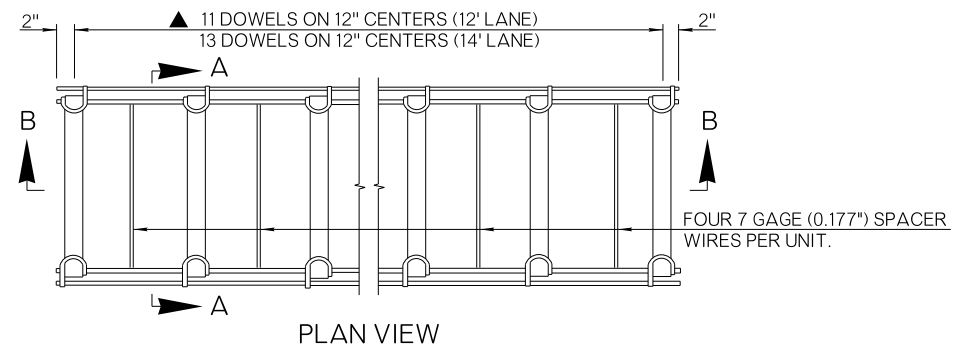 2" ▲ 11 DOWELS ON 12" CENTERS (12' LANE) 2"
13 DOWELS ON 12" CENTERS (14' LANE)
A
B B
FOUR 7 GAGE (0.177") SPACER
WIRES PER UNIT.
A
PLAN VIEW